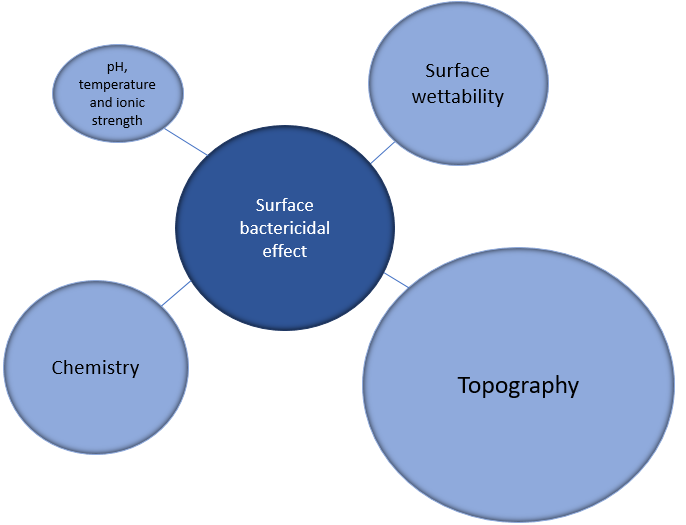 pH,
temperature
and ionic
strength
Surface
wettability
Surface
bactericidal
effect
Chemistry
Topography